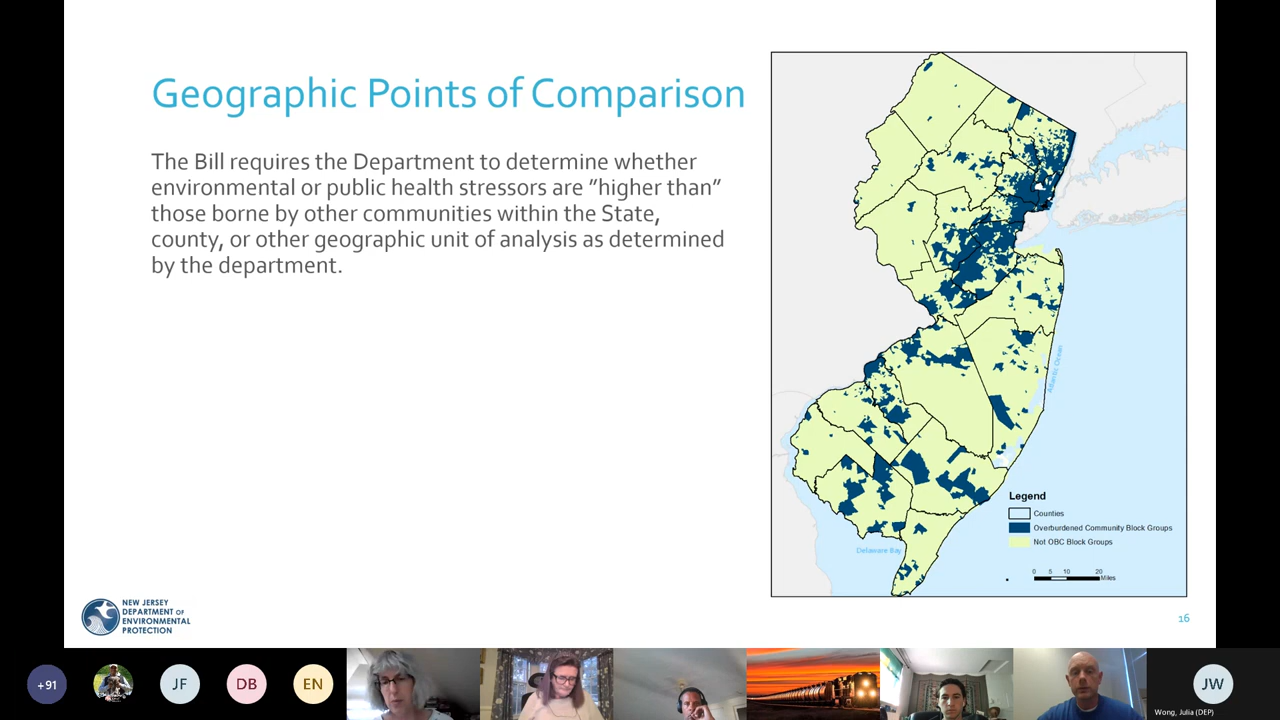 Geographic Points of Comparison
The Bill requires the Department to determine whether
environmental or public health stressors are “higher than”
those borne by other communities within the State,
county, or other geographic unit of analysis as determined
by the department.
Atlantic Ocean
Delaware Bay
Legend
Counties
Overburdened Community Block Groups
Not OBC Block Groups
0 5 10 20
Miles
NEW JERSEY
DEPARTMENT OF
ENVIRONMENTAL
PROTECTION
16
+91
JF
DB
EN
JW
Wong, Julia (DEP)